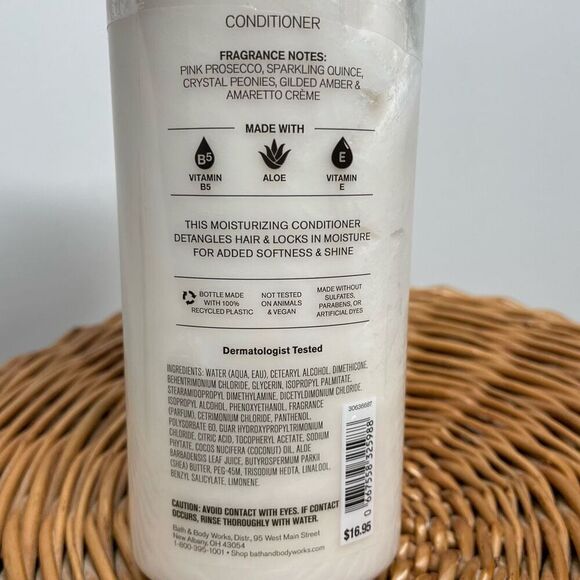 CONDITIONER
FRAGRANCE NOTES:
PINK PROSECCO, SPARKLING QUINCE,
CRYSTAL PEONIES, GILDED AMBER &
AMARETTO CRÈME
MADE WITH
B5
VITAMIN
B5
ALOE
E
VITAMIN
E
THIS MOISTURIZING CONDITIONER
DETANGLES HAIR & LOCKS IN MOISTURE
FOR ADDED SOFTNESS & SHINE
BOTTLE MADE
WITH 100%
RECYCLED PLASTIC
NOT TESTED
ON ANIMALS
& VEGAN
MADE WITHOUT
SULFATES,
PARABENS, OR
ARTIFICIAL DYES
Dermatologist Tested
INGREDIENTS: WATER (AQUA, EAU), CETEARYL ALCOHOL, DIMETHICONE,
BEHENTRIMONIUM CHLORIDE, GLYCERIN, ISOPROPYL PALMITATE,
STEARAMIDOPROPYL DIMETHYLAMINE, DICETYLDIMONIUM CHLORIDE,
ISOPROPYL ALCOHOL, PHENOXYETHANOL, FRAGRANCE
(PARFUM), CETRIMONIUM CHLORIDE, PANTHENOL,
POLYSORBATE 60, GUAR HYDROXYPROPYLTRIMONIUM
CHLORIDE, CITRIC ACID, TOCOPHERYL ACETATE, SODIUM
PHYTATE, COCOS NUCIFERA (COCONUT) OIL, ALOE
BARBADENSIS LEAF JUICE, BUTYROSPERMUM PARKII
(SHEA) BUTTER, PEG-45M, TRISODIUM HEDTA, LINALOOL,
BENZYL SALICYLATE, LIMONENE.
CAUTION: AVOID CONTACT WITH EYES. IF CONTACT
OCCURS, RINSE THOROUGHLY WITH WATER.
Bath & Body Works, Distr., 95 West Main Street
New Albany, OH 43054
1-800-395-1001 • Shop bathandbodyworks.com
30636687
0 667558 325988
$16.95